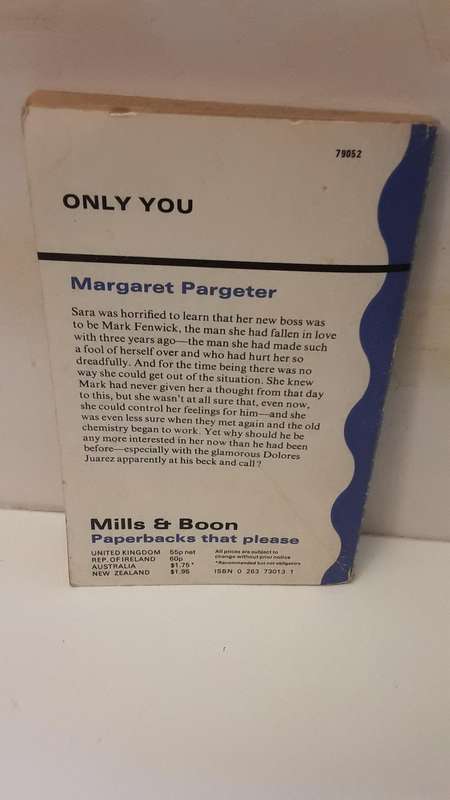 79052
ONLY YOU
Margaret Pargeter
Sara was horrified to learn that her new boss was
to be Mark Fenwick, the man she had fallen in love
with three years ago—the man she had made such
a fool of herself over and who had hurt her so
dreadfully. And for the time being there was no
way she could get out of the situation. She knew
Mark had never given her a thought from that day
to this, but she wasn't at all sure that, even now,
she could control her feelings for him—and she
was even less sure when they met again and the old
chemistry began to work. Yet why should he be
any more interested in her now than he had been
before—especially with the glamorous Dolores
Juarez apparently at his beck and call?
Mills & Boon
Paperbacks that please
UNITED KINGDOM 55p net
REP. OF IRELAND 60p
AUSTRALIA $1.75*
NEW ZEALAND $1.95
All prices are subject to
change without prior notice
*Recommended but not obligatory
ISBN 0 263 73013 1